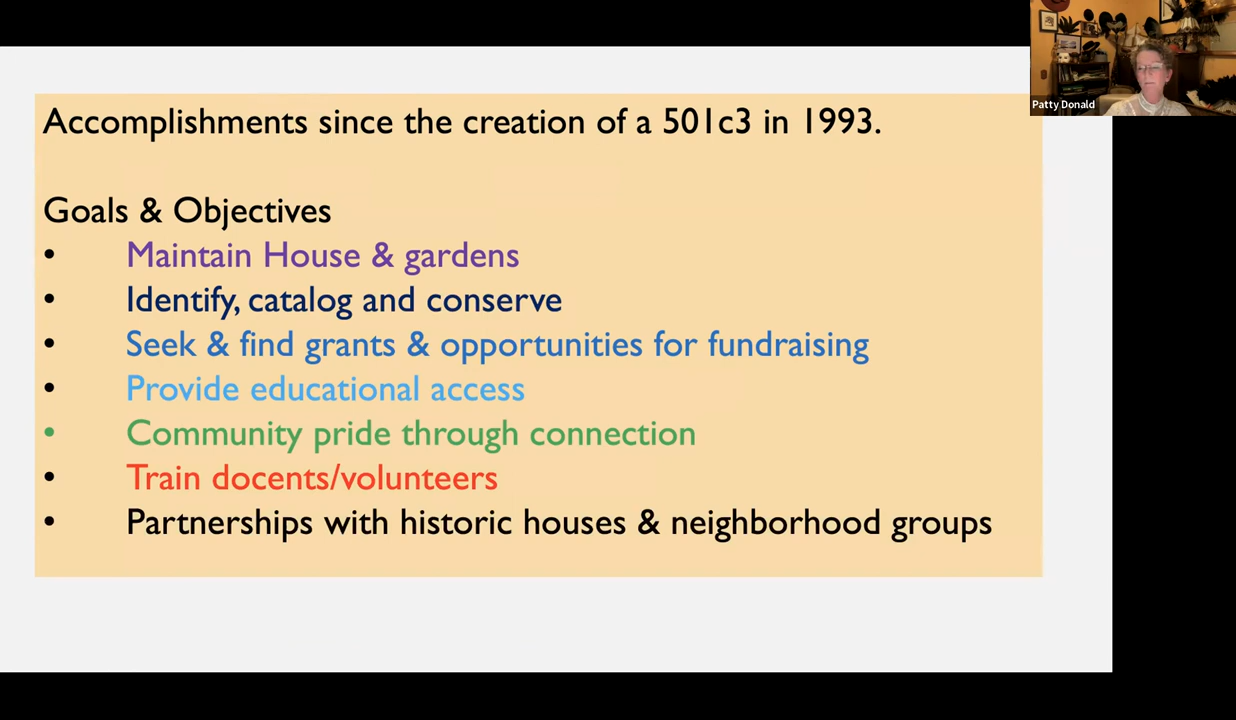 Patty Donald
Accomplishments since the creation of a 501c3 in 1993.
Goals & Objectives
• Maintain House & gardens
• Identify, catalog and conserve
• Seek & find grants & opportunities for fundraising
• Provide educational access
• Community pride through connection
• Train docents/volunteers
• Partnerships with historic houses & neighborhood groups